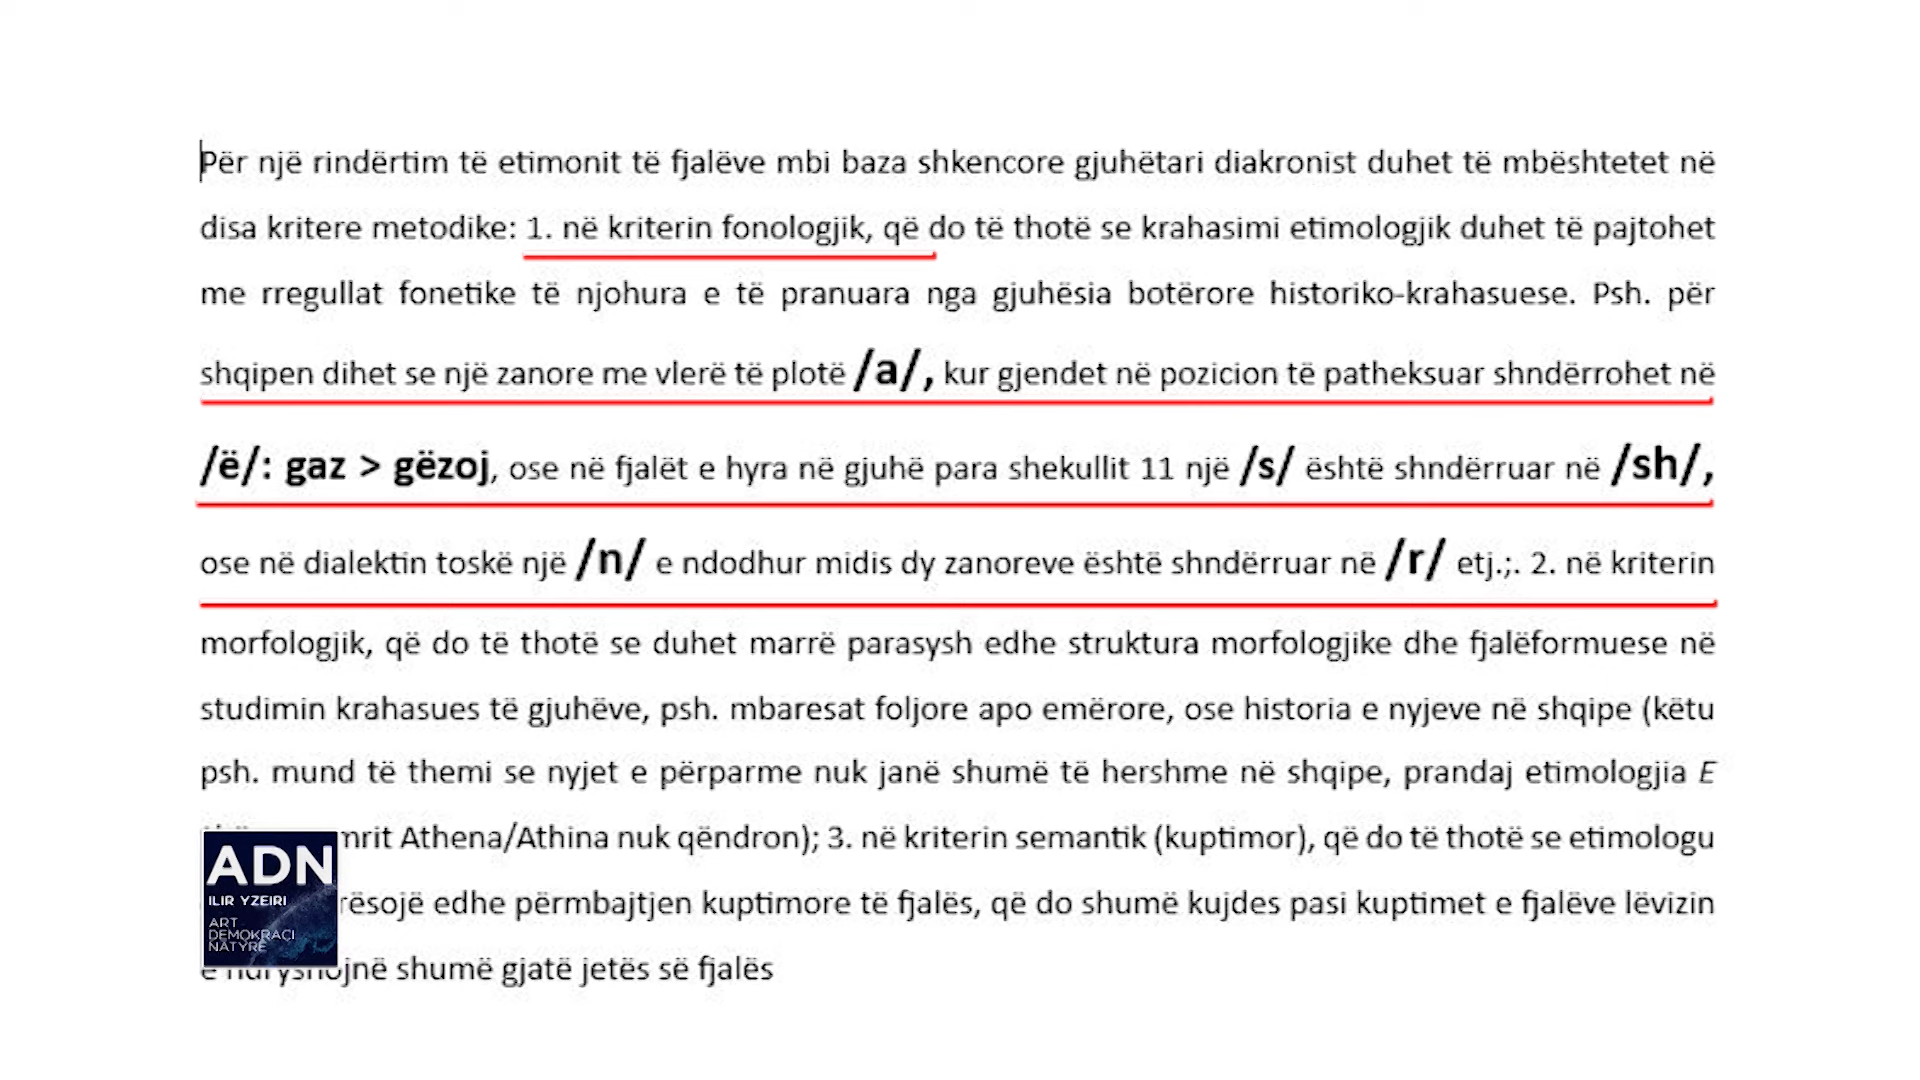 Për një rindërtim të etimonit të fjalëve mbi baza shkencore gjuhëtari diakronist duhet të mbështetet në
disa kritere metodike: 1. në kriterin fonologjik, që do të thotë se krahasimi etimologjik duhet të pajtohet
me rregullat fonetike të njohura e të pranuara nga gjuhësia botërore historiko-krahasuese. Psh. për
shqipen dihet se një zanore me vlerë të plotë /a/, kur gjendet në pozicion të patheksuar shndërrohet në
/ë/: gaz > gëzoj, ose në fjalët e hyra në gjuhë para shekullit 11 një /s/ është shndërruar në /sh/,
ose në dialektin toskë një /n/ e ndodhur midis dy zanoreve është shndërruar në /r/ etj.;. 2. në kriterin
morfologjik, që do të thotë se duhet marrë parasysh edhe struktura morfologjike dhe fjalëformuese në
studimin krahasues të gjuhëve, psh. mbaresat foljore apo emërore, ose historia e nyjeve në shqipe (këtu
psh. mund të themi se nyjet e përparme nuk janë shumë të hershme në shqipe, prandaj etimologjia E
Athena/Athina nuk qëndron); 3. në kriterin semantik (kuptimor), që do të thotë se etimologu
edhe përmbajtjen kuptimore të fjalës, që do shumë kujdes pasi kuptimet e fjalëve lëvizin
shumë gjatë jetës së fjalës
ADN
ILIR YZEIRI
ART
DEMOKRACI
NATYRË